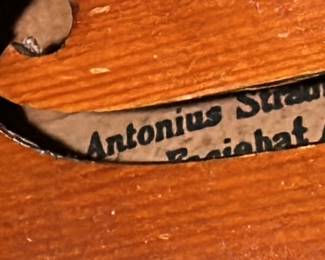 Antonius Strad
Faciebat A